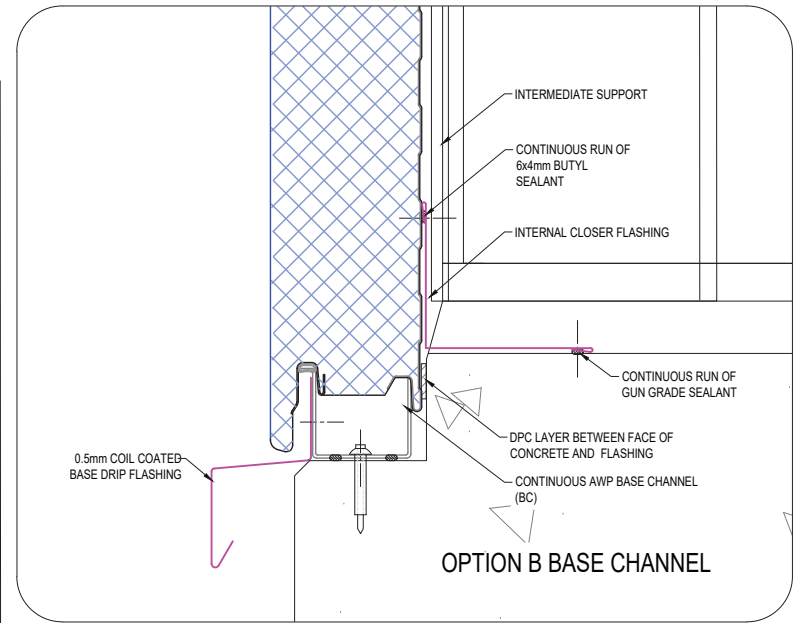 INTERMEDIATE SUPPORT
CONTINUOUS RUN OF
6x4mm BUTYL
SEALANT
INTERNAL CLOSER FLASHING
CONTINUOUS RUN OF
GUN GRADE SEALANT
DPC LAYER BETWEEN FACE OF
CONCRETE AND FLASHING
CONTINUOUS AWP BASE CHANNEL
(BC)
0.5mm COIL COATED
BASE DRIP FLASHING
OPTION B BASE CHANNEL